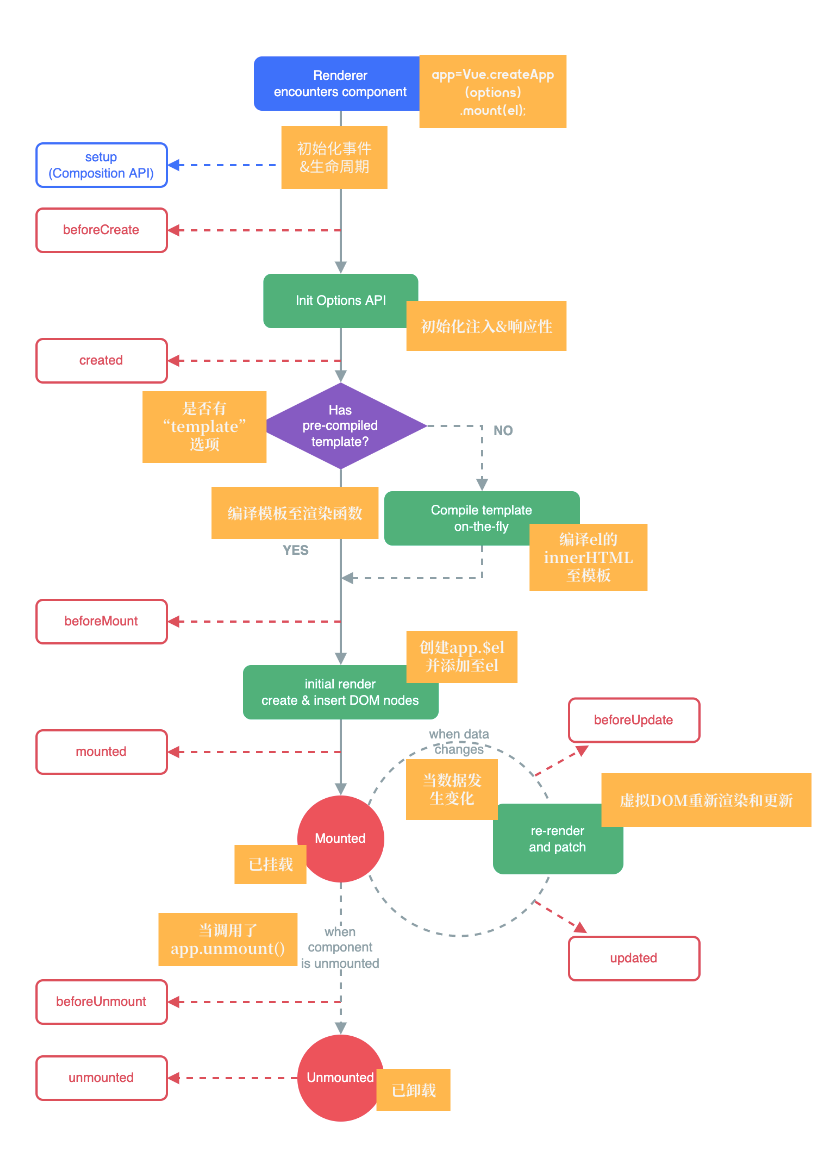 Renderer
encounters component
app=Vue.createApp
(options)
.mount(el);
初始化事件
&生命周期
setup
(Composition API)
beforeCreate
Init Options API
初始化注入&响应性
created
是否有
“template”
选项
Has
pre-compiled
template?
NO
编译模板至渲染函数
Compile template
on-the-fly
YES
编译el的
innerHTML
至模板
beforeMount
创建app.$el
并添加至el
initial render
create & insert DOM nodes
beforeUpdate
mounted
when data
changes
当数据发
生变化
虚拟DOM重新渲染和更新
re-render
and patch
Mounted
已挂载
当调用了
app.unmount()
when
component
is unmounted
updated
beforeUnmount
unmounted
Unmounted
已卸载